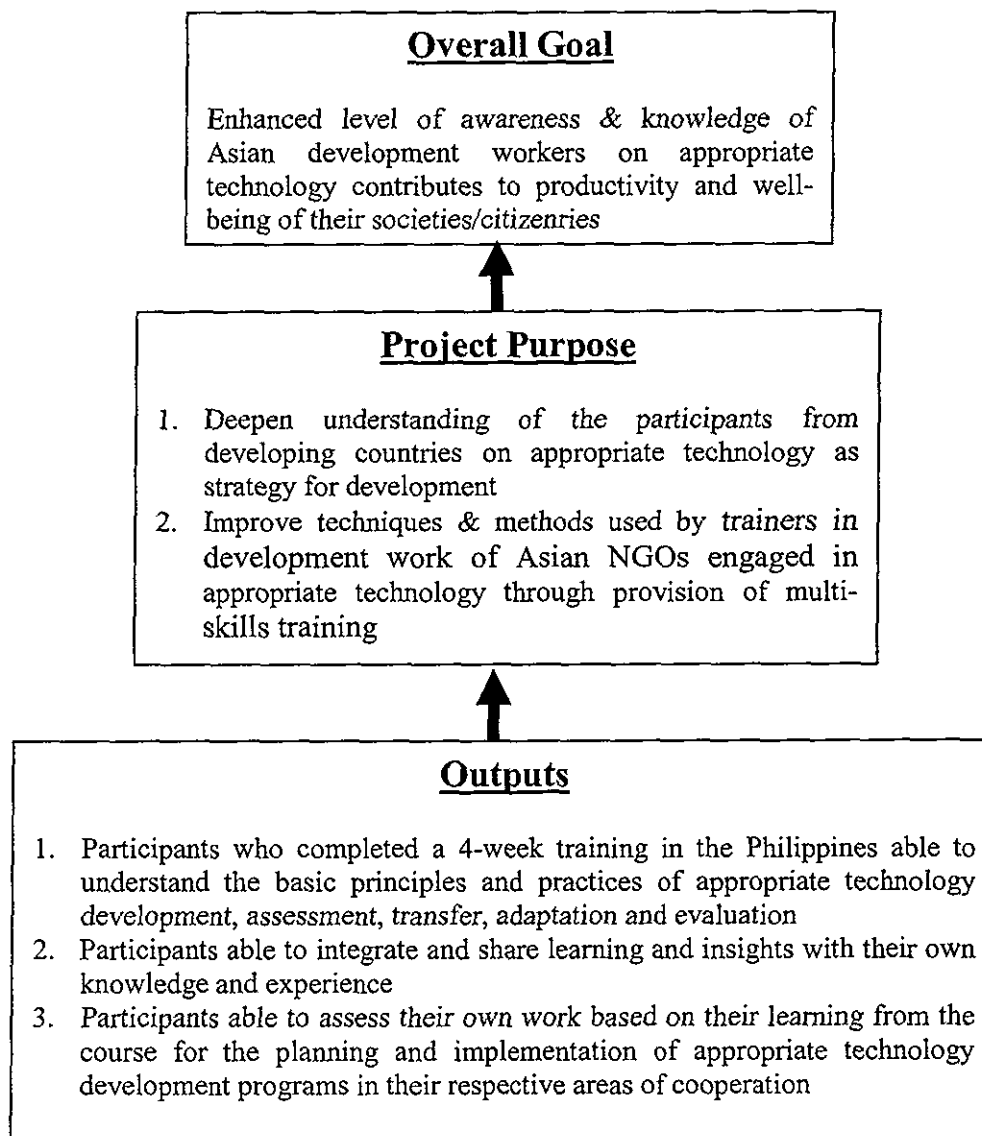 Overall Goal
Enhanced level of awareness & knowledge of
Asian development workers on appropriate
technology contributes to productivity and well-
being of their societies/citizenries
Project Purpose
1. Deepen understanding of the participants from
developing countries on appropriate technology as
strategy for development
2. Improve techniques & methods used by trainers in
development work of Asian NGOs engaged in
appropriate technology through provision of multi-
skills training
Outputs
1. Participants who completed a 4-week training in the Philippines able to
understand the basic principles and practices of appropriate technology
development, assessment, transfer, adaptation and evaluation
2. Participants able to integrate and share learning and insights with their own
knowledge and experience
3. Participants able to assess their own work based on their learning from the
course for the planning and implementation of appropriate technology
development programs in their respective areas of cooperation